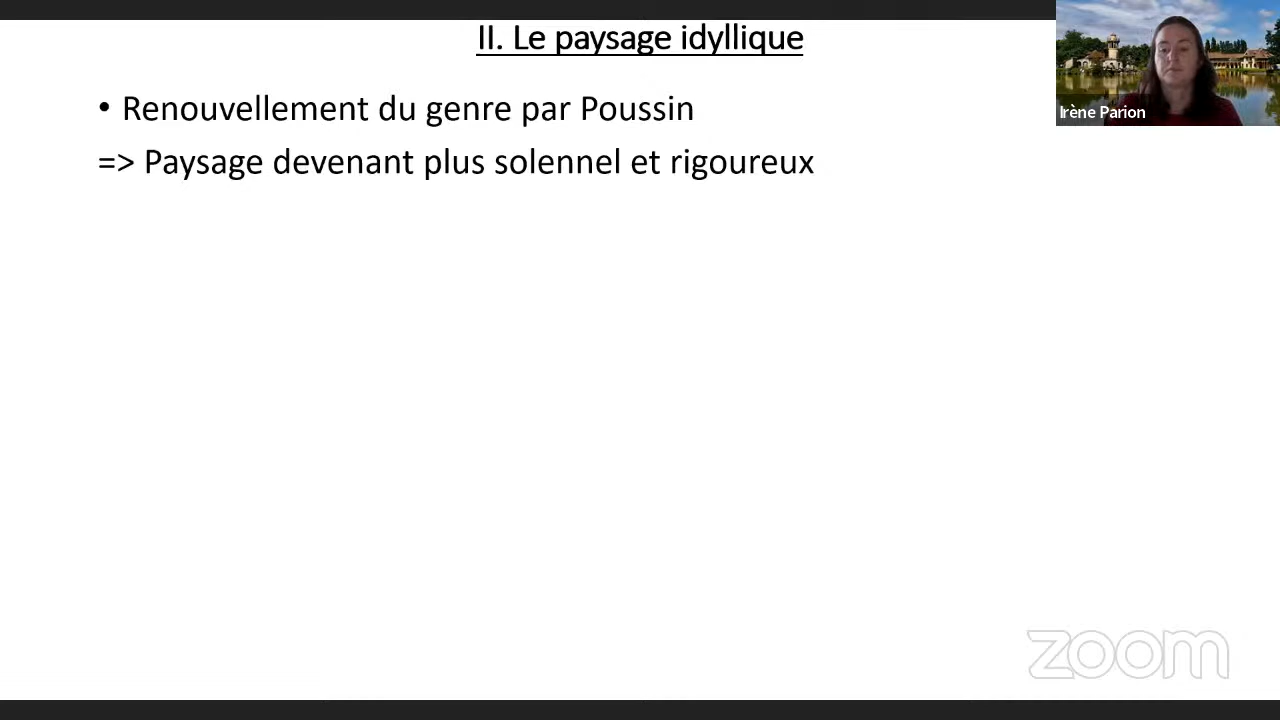 II. Le paysage idyllique
• Renouvellement du genre par Poussin
=> Paysage devenant plus solennel et rigoureux
Irène Parion
zoom